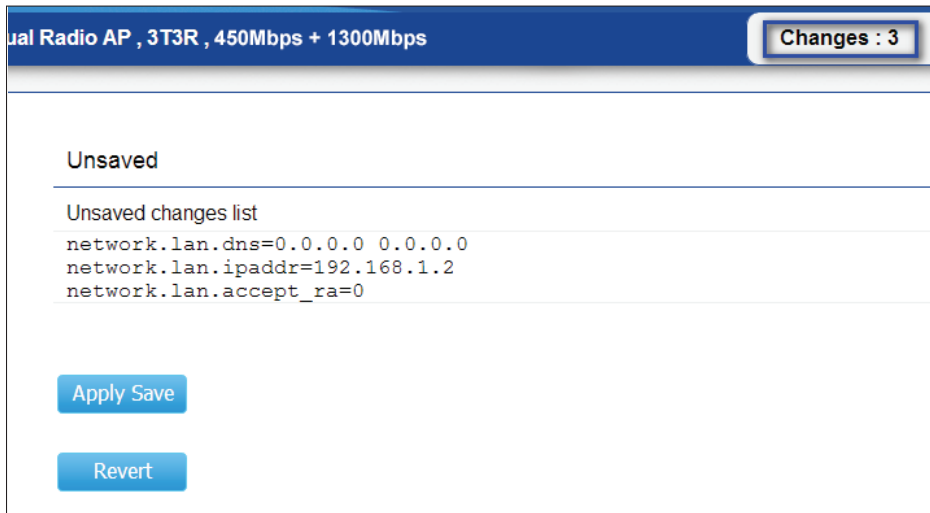 ual Radio AP , 3T3R , 450Mbps + 1300Mbps
Changes : 3
Unsaved
Unsaved changes list
network.lan.dns=0.0.0.0 0.0.0.0
network.lan.ipaddr=192.168.1.2
network.lan.accept_ra=0
Apply Save
Revert